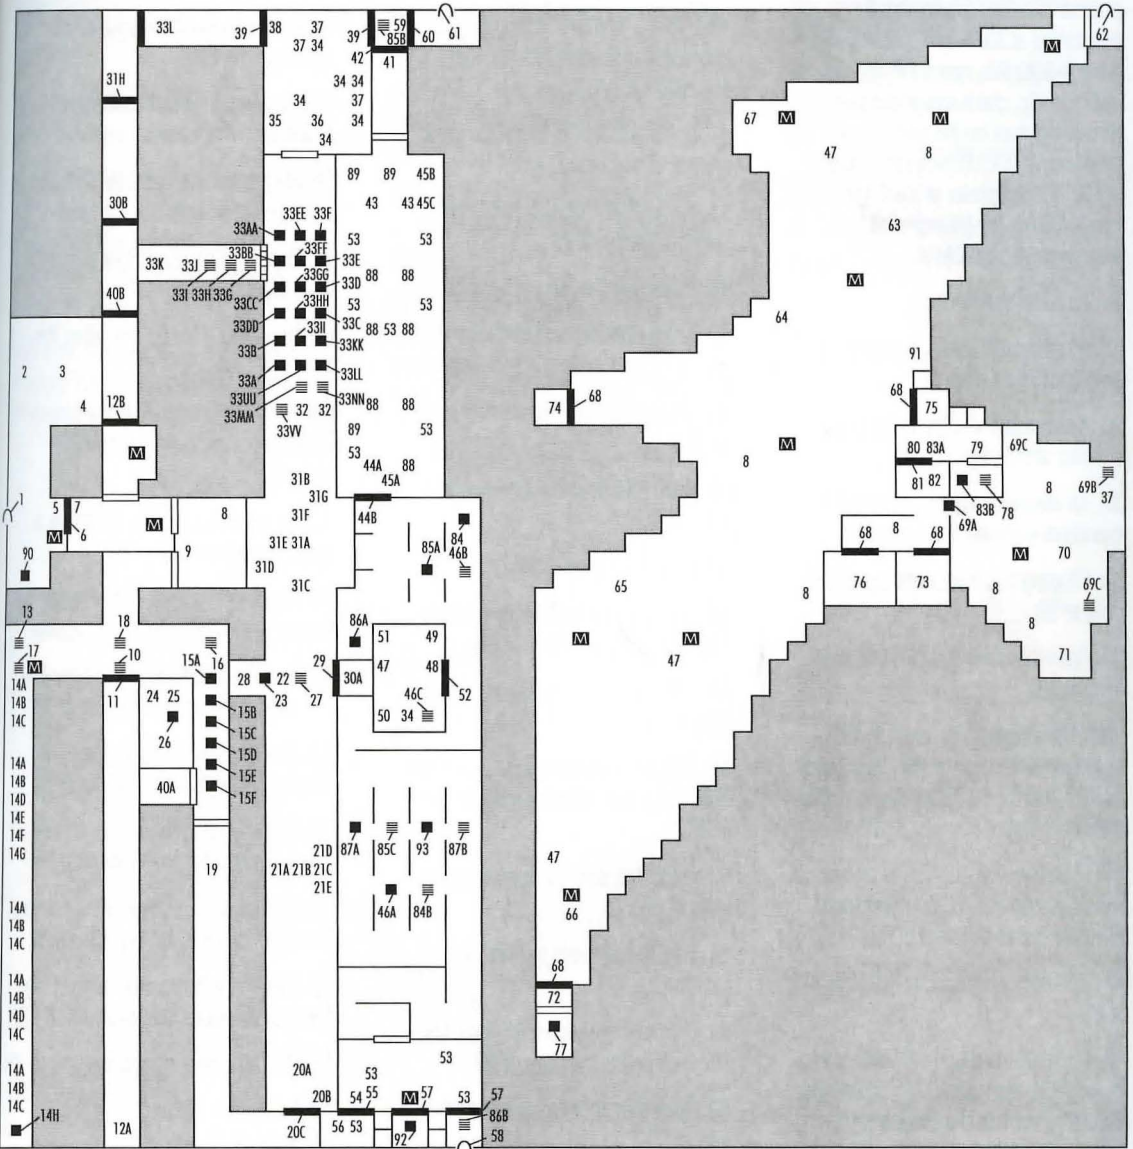 33L 39 38 37 39 59 60 61 62
37 34 85B M
42 41
31H 34 34
34 37 67 M M
35 36 34 47 8
34
89 89 45B
30B 43 43 45C
33AA 33EE 33F 53 53 63
33BB 33FF 33E
33K 33J 33GG 33D 88 88 M
33I 33H 33G
40B 33CC 33HH 53 53
33DD 33II 33C 88 53 88 64
33B 33KK
2 3 33A 33LL 91
4 12B 33UU 33NN 68 68
33MM 32 32 88 88 74 75
33VV 89 53
M 53 M 80 83A 79 69C
44A 88 8 81 82
31B 45A 8 69B 37
1 5 7 31G 83B 78
6 M 8 31F 44B 84 69A
M 85A 46B 68 8 68 M 70
90 9 31E 31A
31D 31C 65 76 73 8 69C
13 18 86A 8 8
17 M 10 16 51 49 M M 71
15A 29 47 48 47
14A 11 24 25 28 22 30A
14B 15B 23 27 46C 52
14C 26 15C 50 34
15D
14A 15E
14B 40A 15F
14D
14E
14F 21D 87A 85C 93 87B 47
14G 19 21A 21B 21C
21E 46A 84B M
14A 66
14B
14C
14A 68
14B 72
14D
14C 77
53
14A 20A 53
14B 20B 54 55 M 57 53 57
14C 86B
14H 12A 20C 56 53 92 58